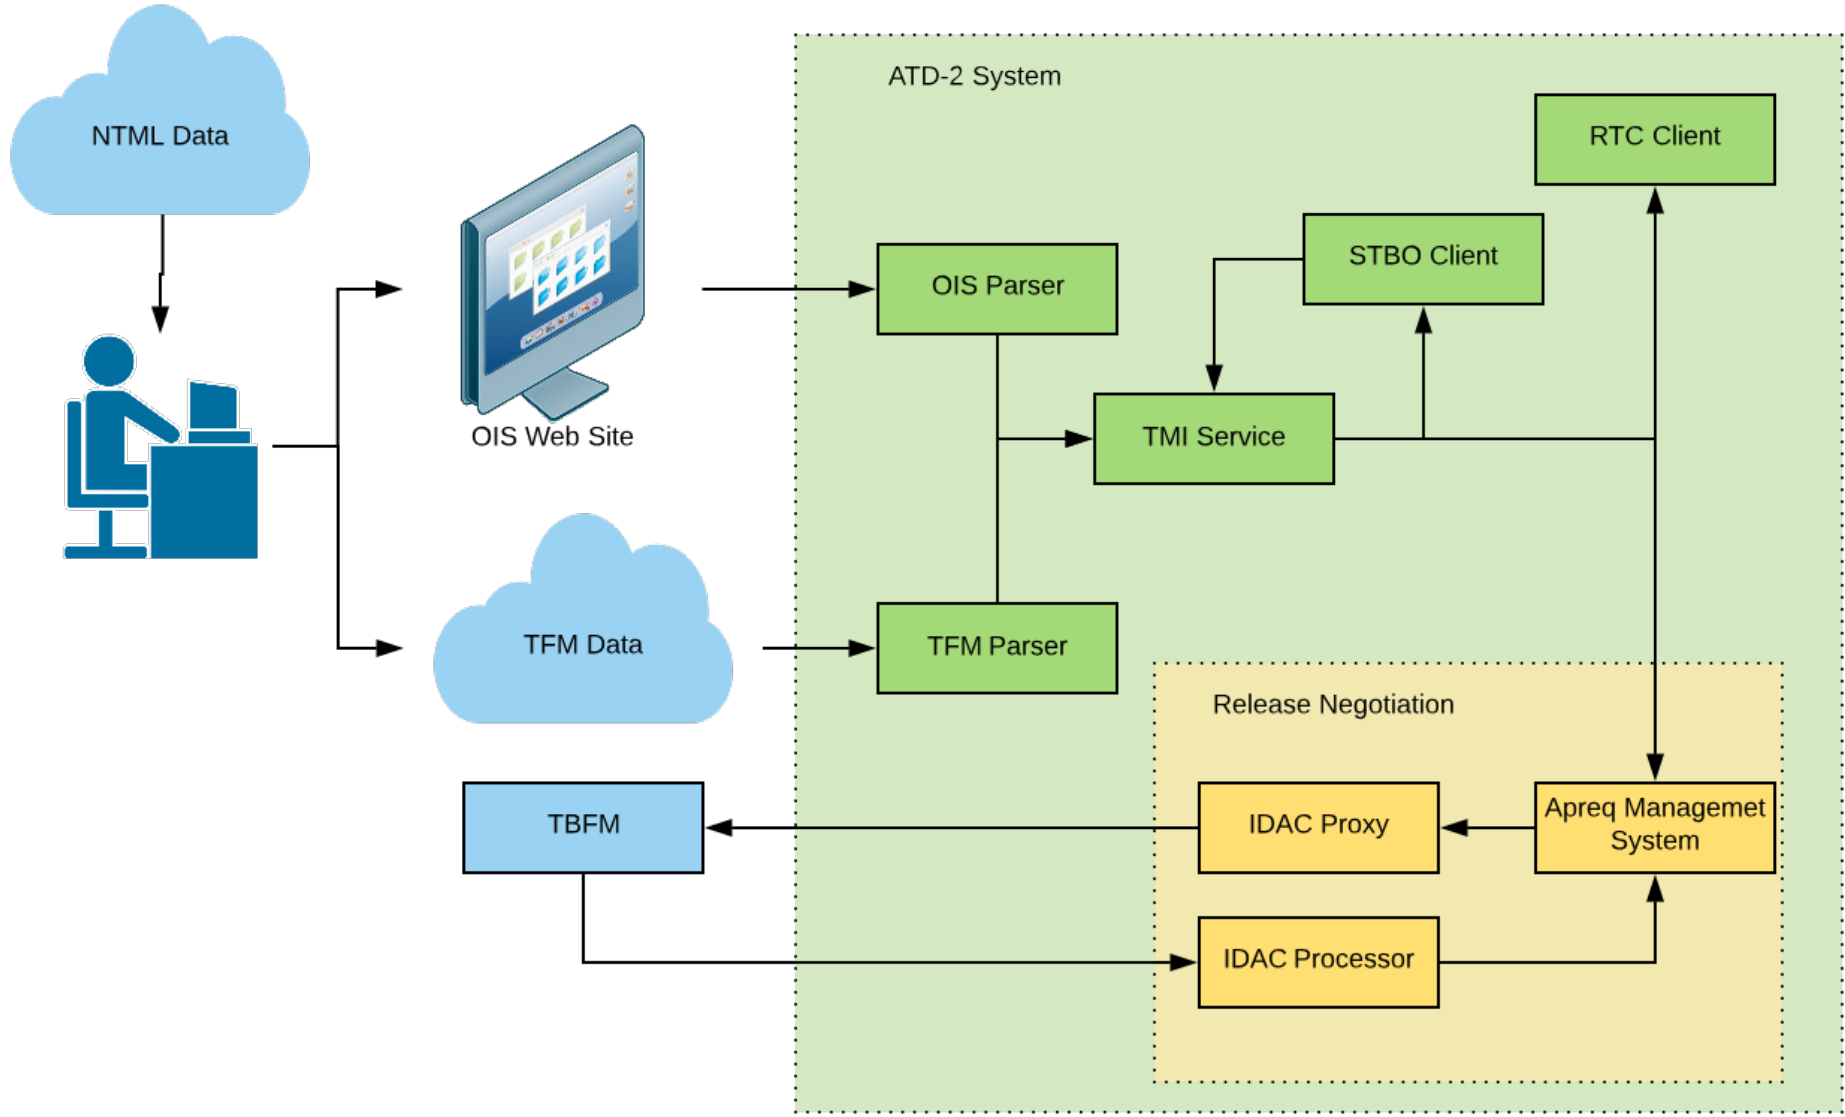 ATD-2 System
NTML Data
RTC Client
STBO Client
OIS Parser
OIS Web Site
TMI Service
TFM Data
TFM Parser
Release Negotiation
TBFM
IDAC Proxy
Apreq Managemet
System
IDAC Processor